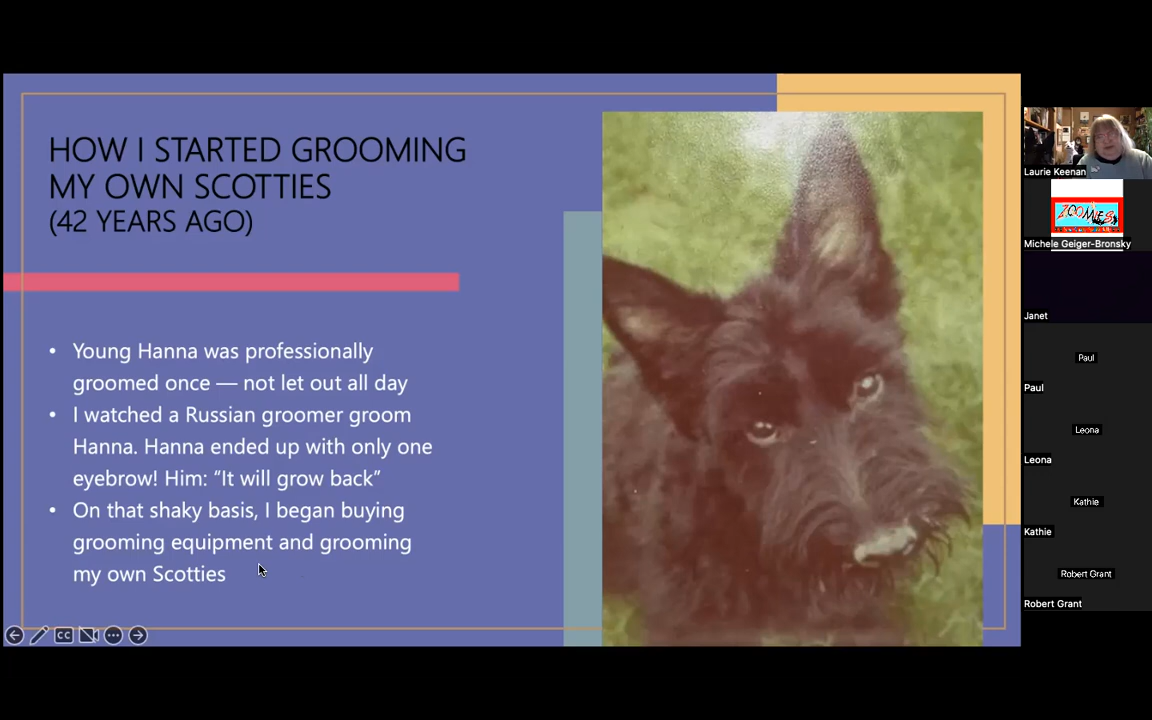 HOW I STARTED GROOMING
MY OWN SCOTTIES
(42 YEARS AGO)
• Young Hanna was professionally
groomed once — not let out all day
• I watched a Russian groomer groom
Hanna. Hanna ended up with only one
eyebrow! Him: “It will grow back”
• On that shaky basis, I began buying
grooming equipment and grooming
my own Scotties
CC
Laurie Keenan
ZOOMIES
Michele Geiger-Bronsky
Janet
Paul
Paul
Leona
Leona
Kathie
Kathie
Robert Grant
Robert Grant